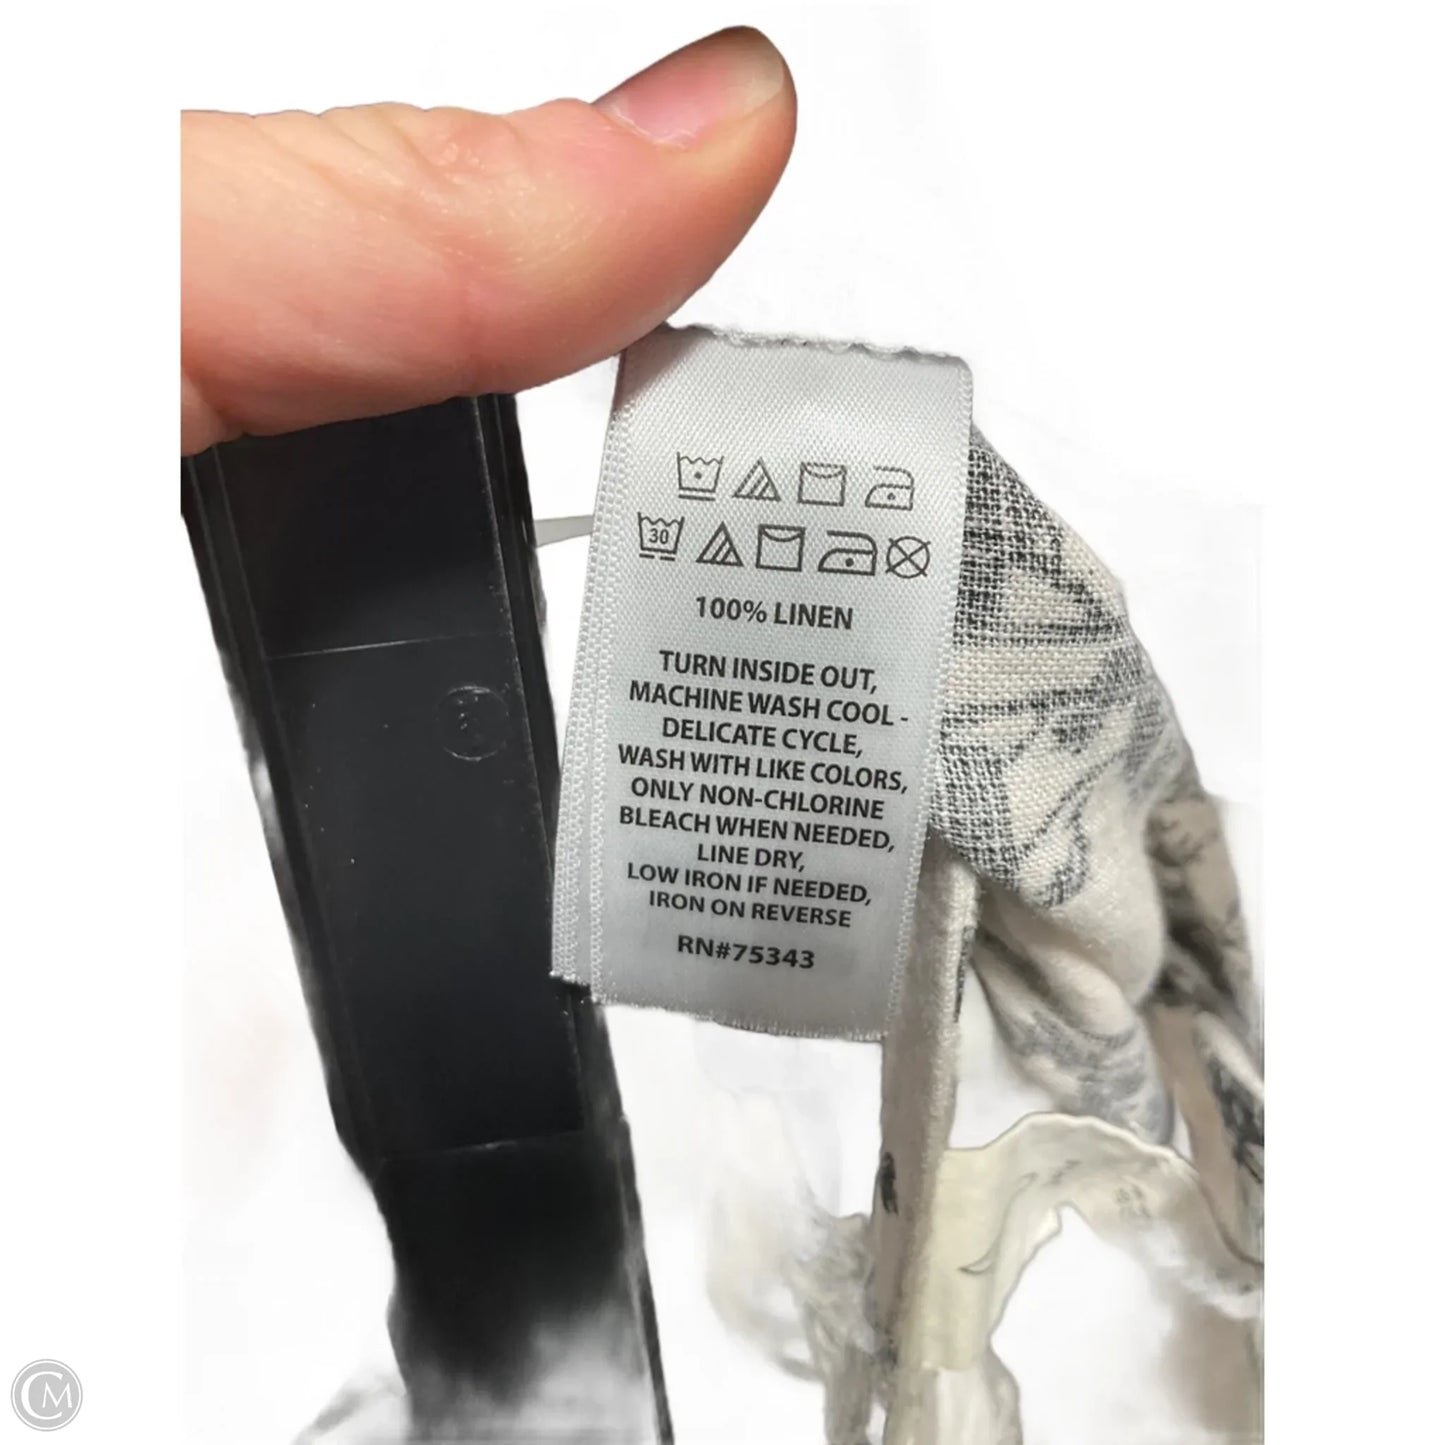 30
100% LINEN
TURN INSIDE OUT,
MACHINE WASH COOL -
DELICATE CYCLE,
WASH WITH LIKE COLORS,
ONLY NON-CHLORINE
BLEACH WHEN NEEDED,
LINE DRY,
LOW IRON IF NEEDED,
IRON ON REVERSE
RN#75343
CM